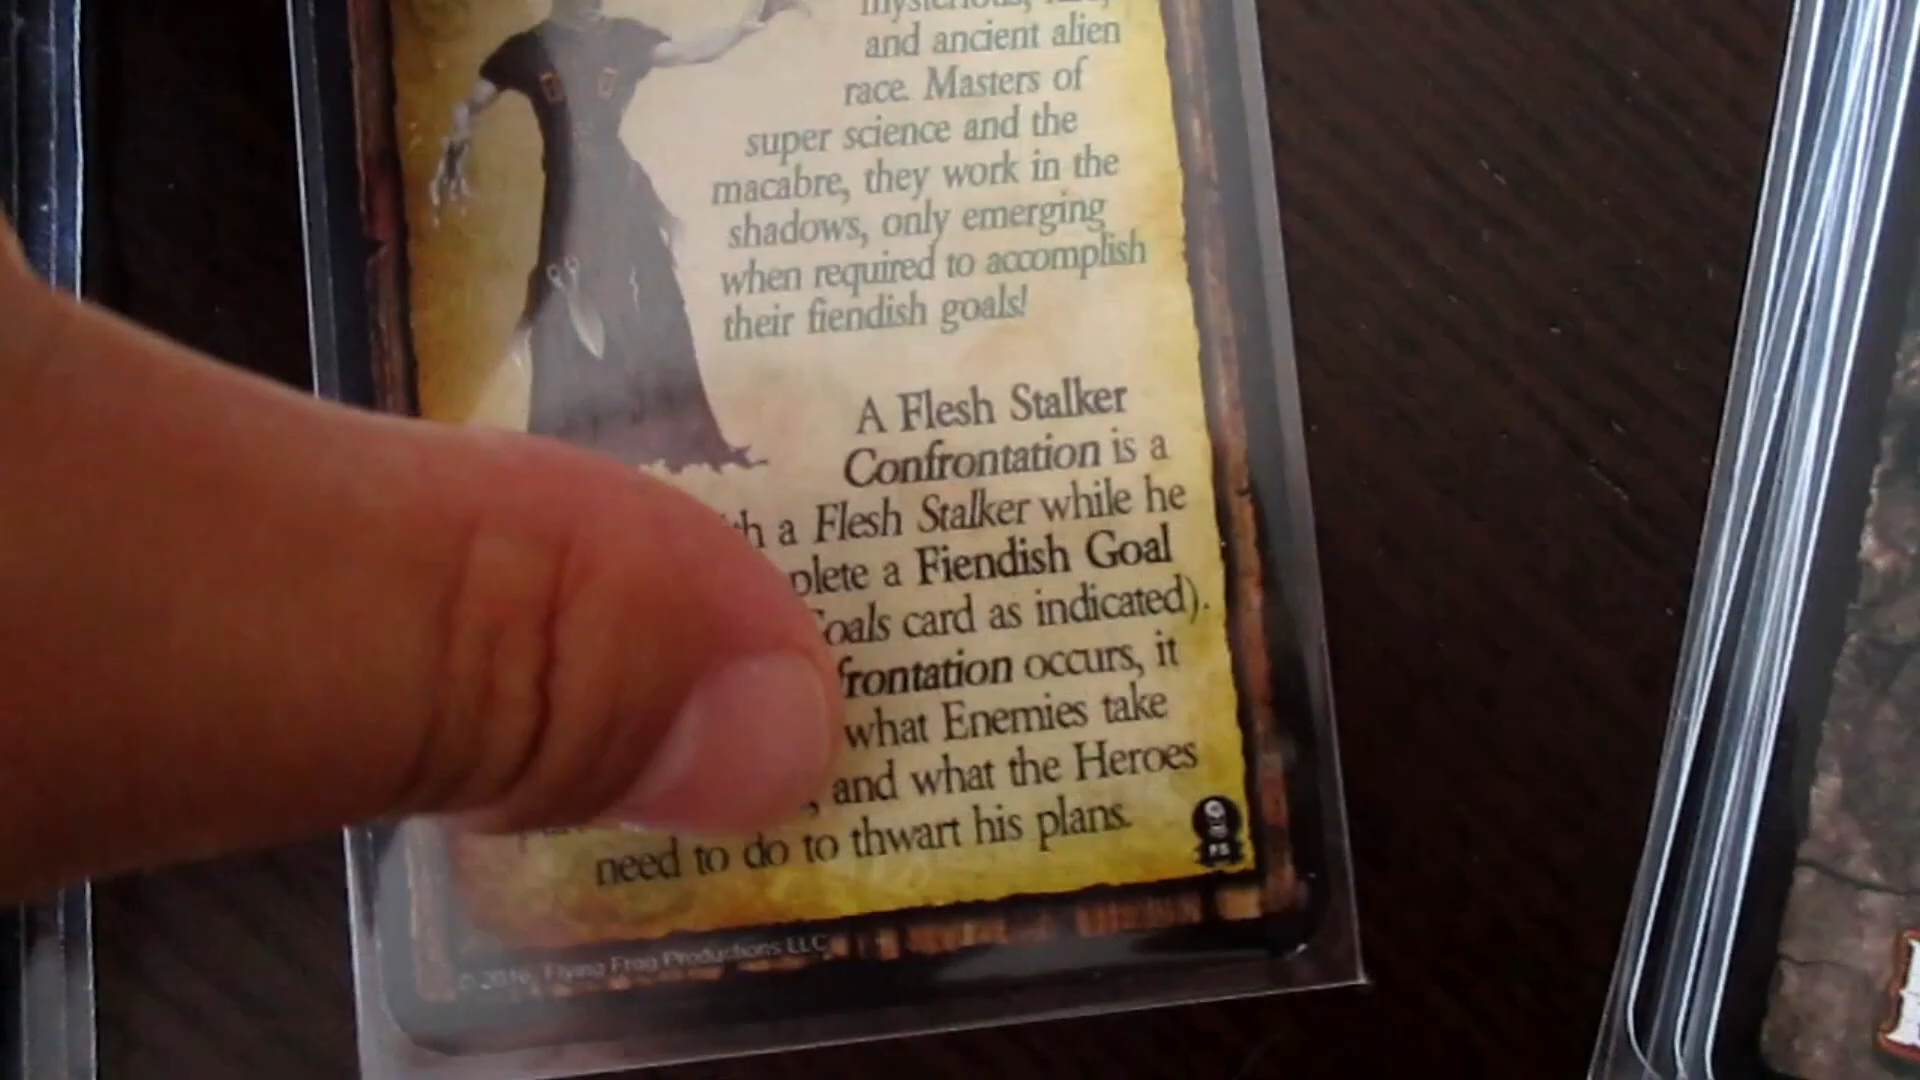 and ancient alien
race. Masters of
super science and the
macabre, they work in the
shadows, only emerging
when required to accomplish
their fiendish goals!
A Flesh Stalker
Confrontation is a
a Flesh Stalker while he
a Fiendish Goal
card as indicated).
occurs, it
what Enemies take
, and what the Heroes
need to do to thwart his plans.
Flying Frog Productions LLC